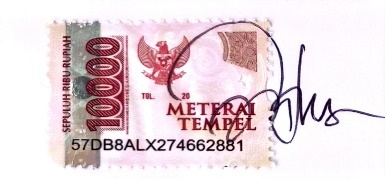 SEPULUH RIBU RUPIAH
10000
TGL. 20
METERAI
TEMPEL
57DB8ALX274662881